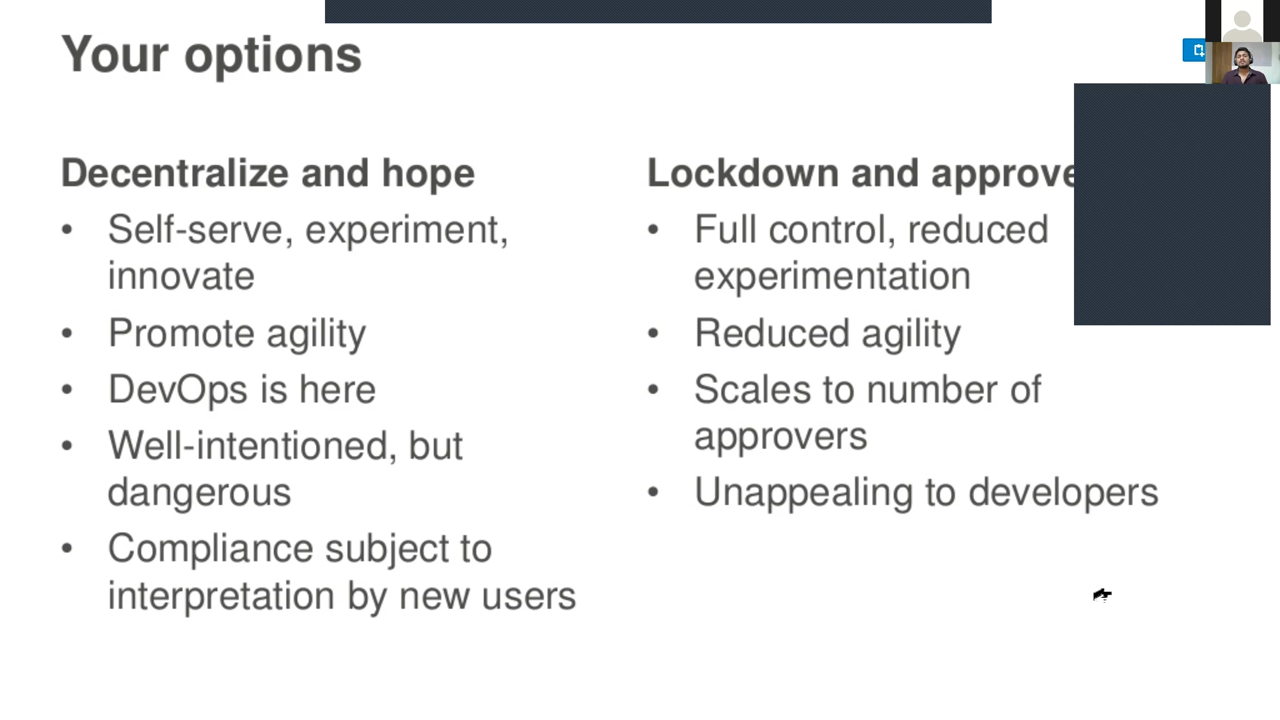 Your options
Decentralize and hope
• Self-serve, experiment,
innovate
• Promote agility
• DevOps is here
• Well-intentioned, but
dangerous
• Compliance subject to
interpretation by new users
Lockdown and approve
• Full control, reduced
experimentation
• Reduced agility
• Scales to number of
approvers
• Unappealing to developers